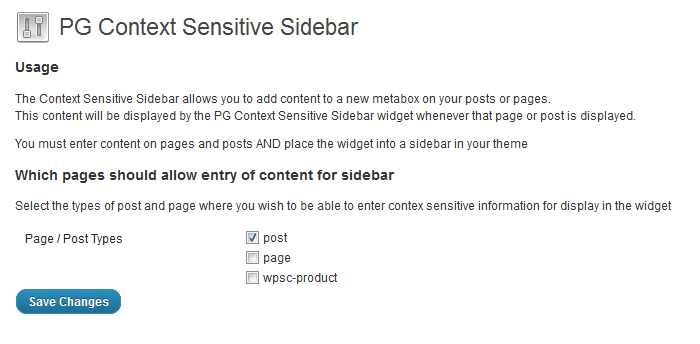 PG Context Sensitive Sidebar
Usage
The Context Sensitive Sidebar allows you to add content to a new metabox on your posts or pages.
This content will be displayed by the PG Context Sensitive Sidebar widget whenever that page or post is displayed.
You must enter content on pages and posts AND place the widget into a sidebar in your theme
Which pages should allow entry of content for sidebar
Select the types of post and page where you wish to be able to enter contex sensitive information for display in the widget
Page / Post Types
post
page
wpsc-product
Save Changes